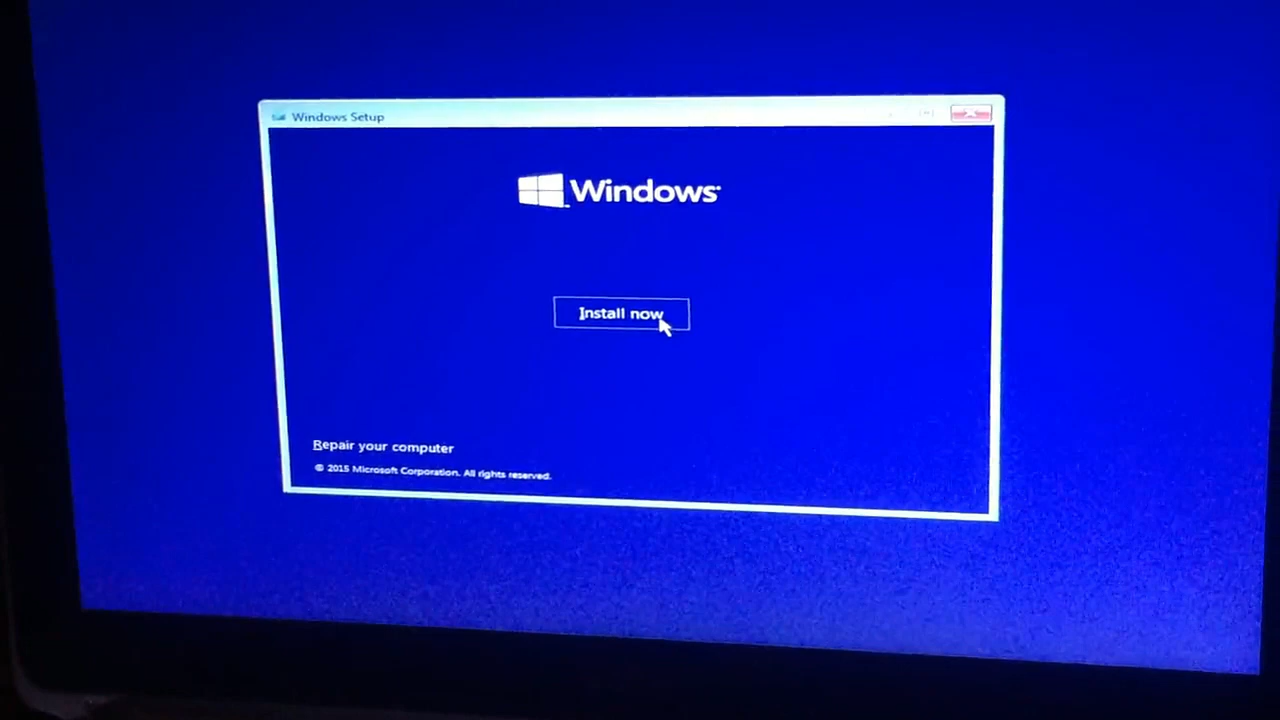 Windows Setup
Windows
Install now
Repair your computer
© 2015 Microsoft Corporation. All rights reserved.